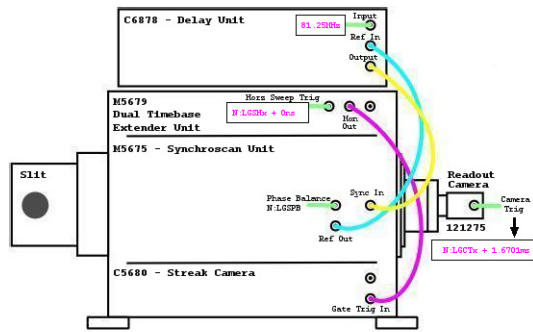 C6878 - Delay Unit
Input
81.25MHz
Ref In
Output
M5679
Dual Timebase
Extender Unit
Horz Sweep Trig
N:LGSHx + 0ns
Mon
Out
M5675 - Synchroscan Unit
Slit
Phase Balance
N:LGSPB
Sync In
Ref Out
Readout
Camera
Camera
Trig
121275
N:LGCTx + 1.6701ms
C5680 - Streak Camera
Gate Trig In